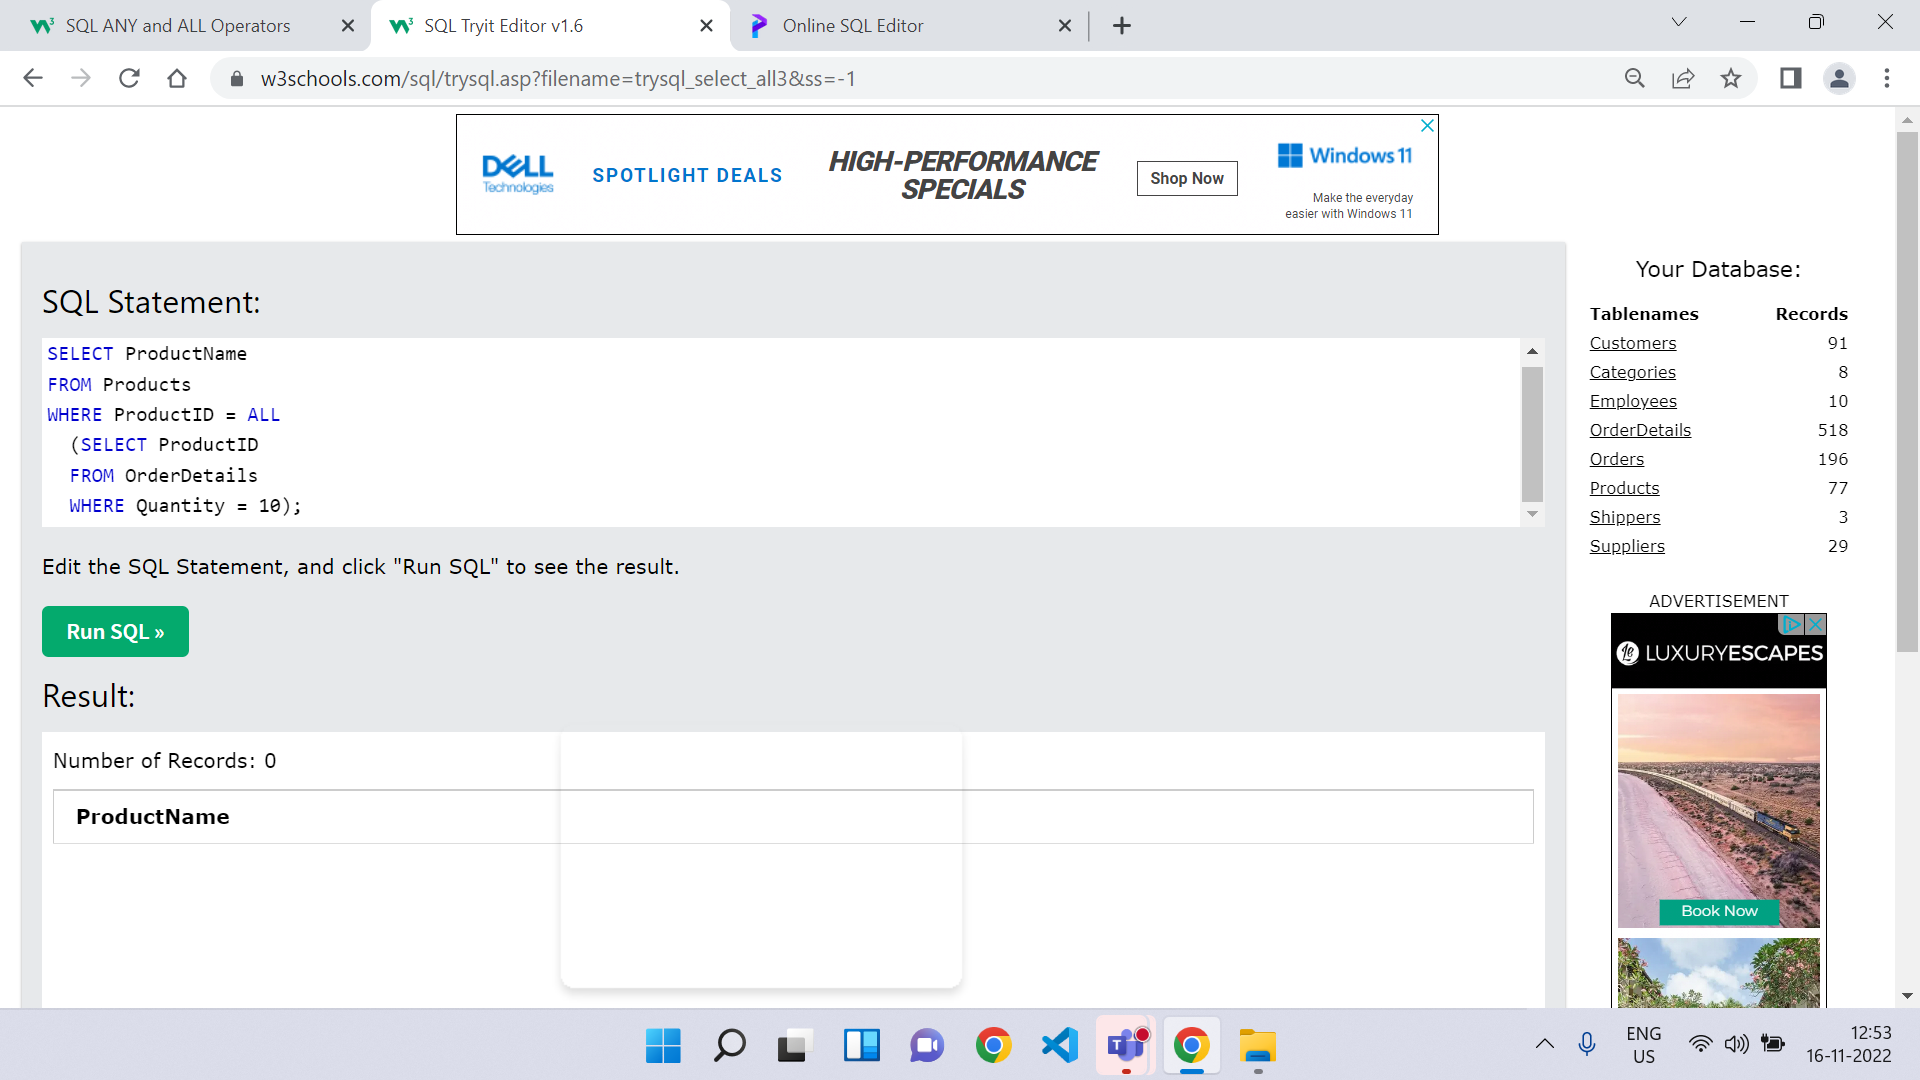 SQL ANY and ALL Operators
SQL Tryit Editor v1.6
Online SQL Editor
w3schools.com/sql/trysql.asp?filename=trysql_select_all3&ss=-1
DELL
Technologies
SPOTLIGHT DEALS
HIGH-PERFORMANCE
SPECIALS
Shop Now
Windows 11
Make the everyday
easier with Windows 11
SQL Statement:
SELECT ProductName
FROM Products
WHERE ProductID = ALL
(SELECT ProductID
FROM OrderDetails
WHERE Quantity = 10);
Edit the SQL Statement, and click "Run SQL" to see the result.
Run SQL »
Result:
Number of Records: 0
ProductName
Your Database:
Tablenames Records
Customers 91
Categories 8
Employees 10
OrderDetails 518
Orders 196
Products 77
Shippers 3
Suppliers 29
ADVERTISEMENT
LE LUXURYESCAPES
Book Now
ENG
US
12:53
16-11-2022